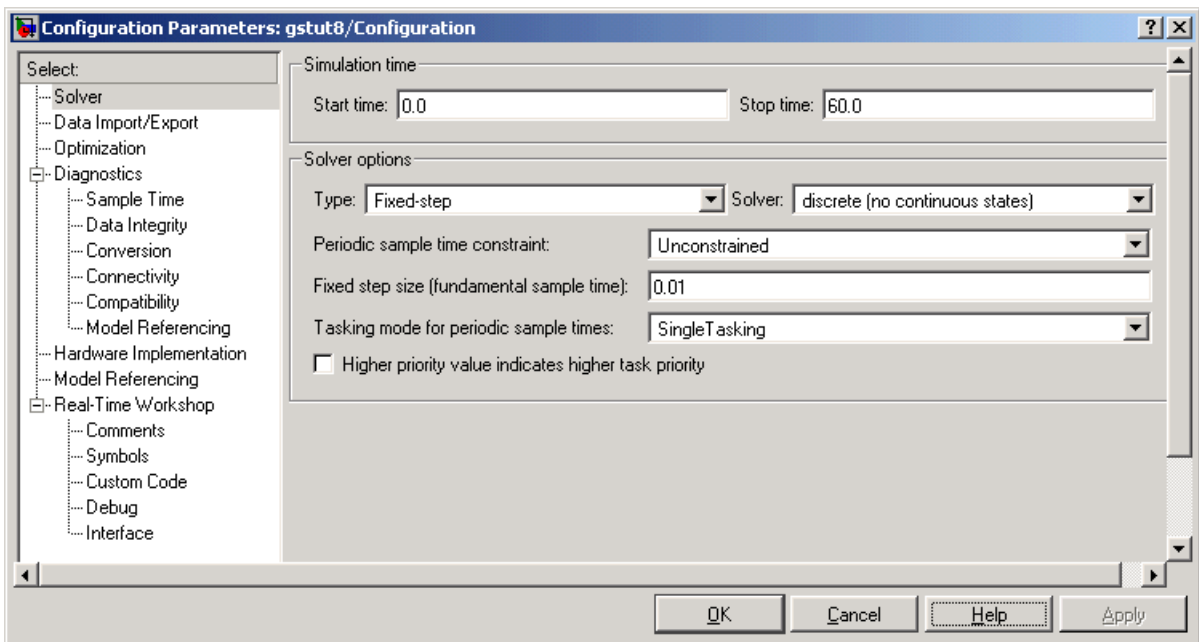 Configuration Parameters: gstut8/Configuration
Select:
Solver
Data Import/Export
Optimization
Diagnostics
Sample Time
Data Integrity
Conversion
Connectivity
Compatibility
Model Referencing
Hardware Implementation
Model Referencing
Real-Time Workshop
Comments
Symbols
Custom Code
Debug
Interface
Simulation time
Start time: 0.0 Stop time: 60.0
Solver options
Type: Fixed-step Solver: discrete (no continuous states)
Periodic sample time constraint: Unconstrained
Fixed step size (fundamental sample time): 0.01
Tasking mode for periodic sample times: SingleTasking
Higher priority value indicates higher task priority
OK Cancel Help Apply